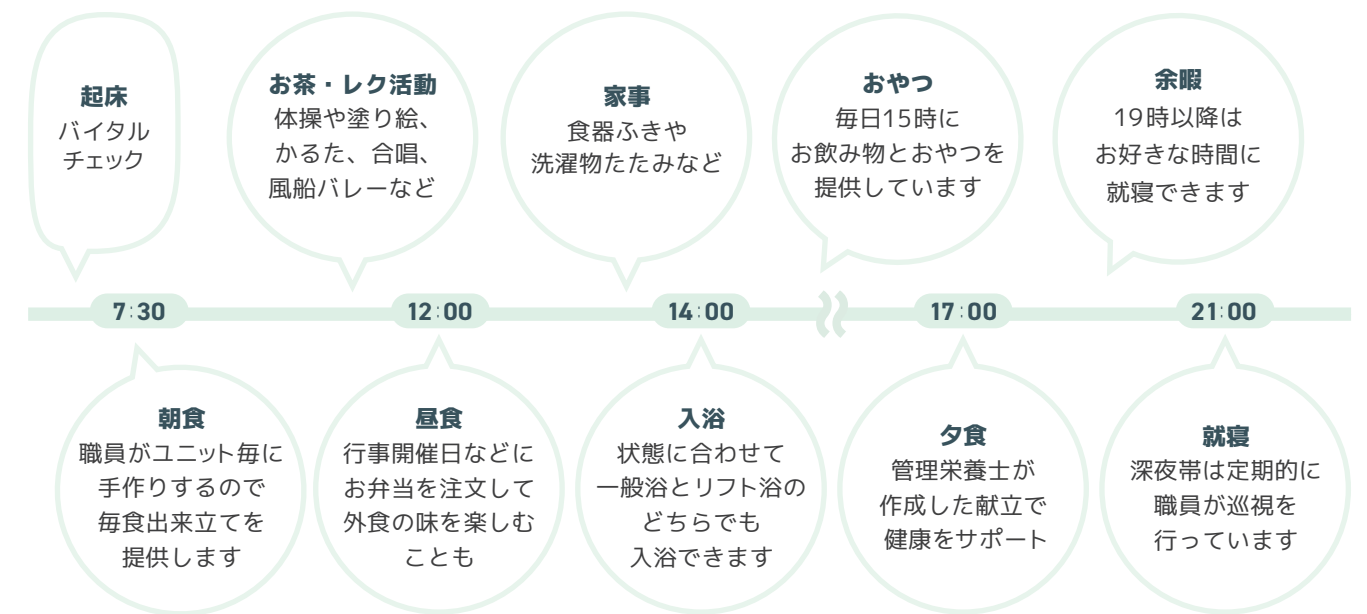 起床
バイタル
チェック
お茶・レク活動
体操や塗り絵、
かるた、合唱、
風船バレーなど
家事
食器ふきや
洗濯物たたみなど
おやつ
毎日15時に
お飲み物とおやつを
提供しています
余暇
19時以降は
お好きな時間に
就寝できます
7:30
12:00
14:00
17:00
21:00
朝食
職員がユニット毎に
手作りするので
毎食出来立てを
提供します
昼食
行事開催日などに
お弁当を注文して
外食の味を楽しむ
ことも
入浴
状態に合わせて
一般浴とリフト浴の
どちらでも
入浴できます
夕食
管理栄養士が
作成した献立で
健康をサポート
就寝
深夜帯は定期的に
職員が巡視を
行っています